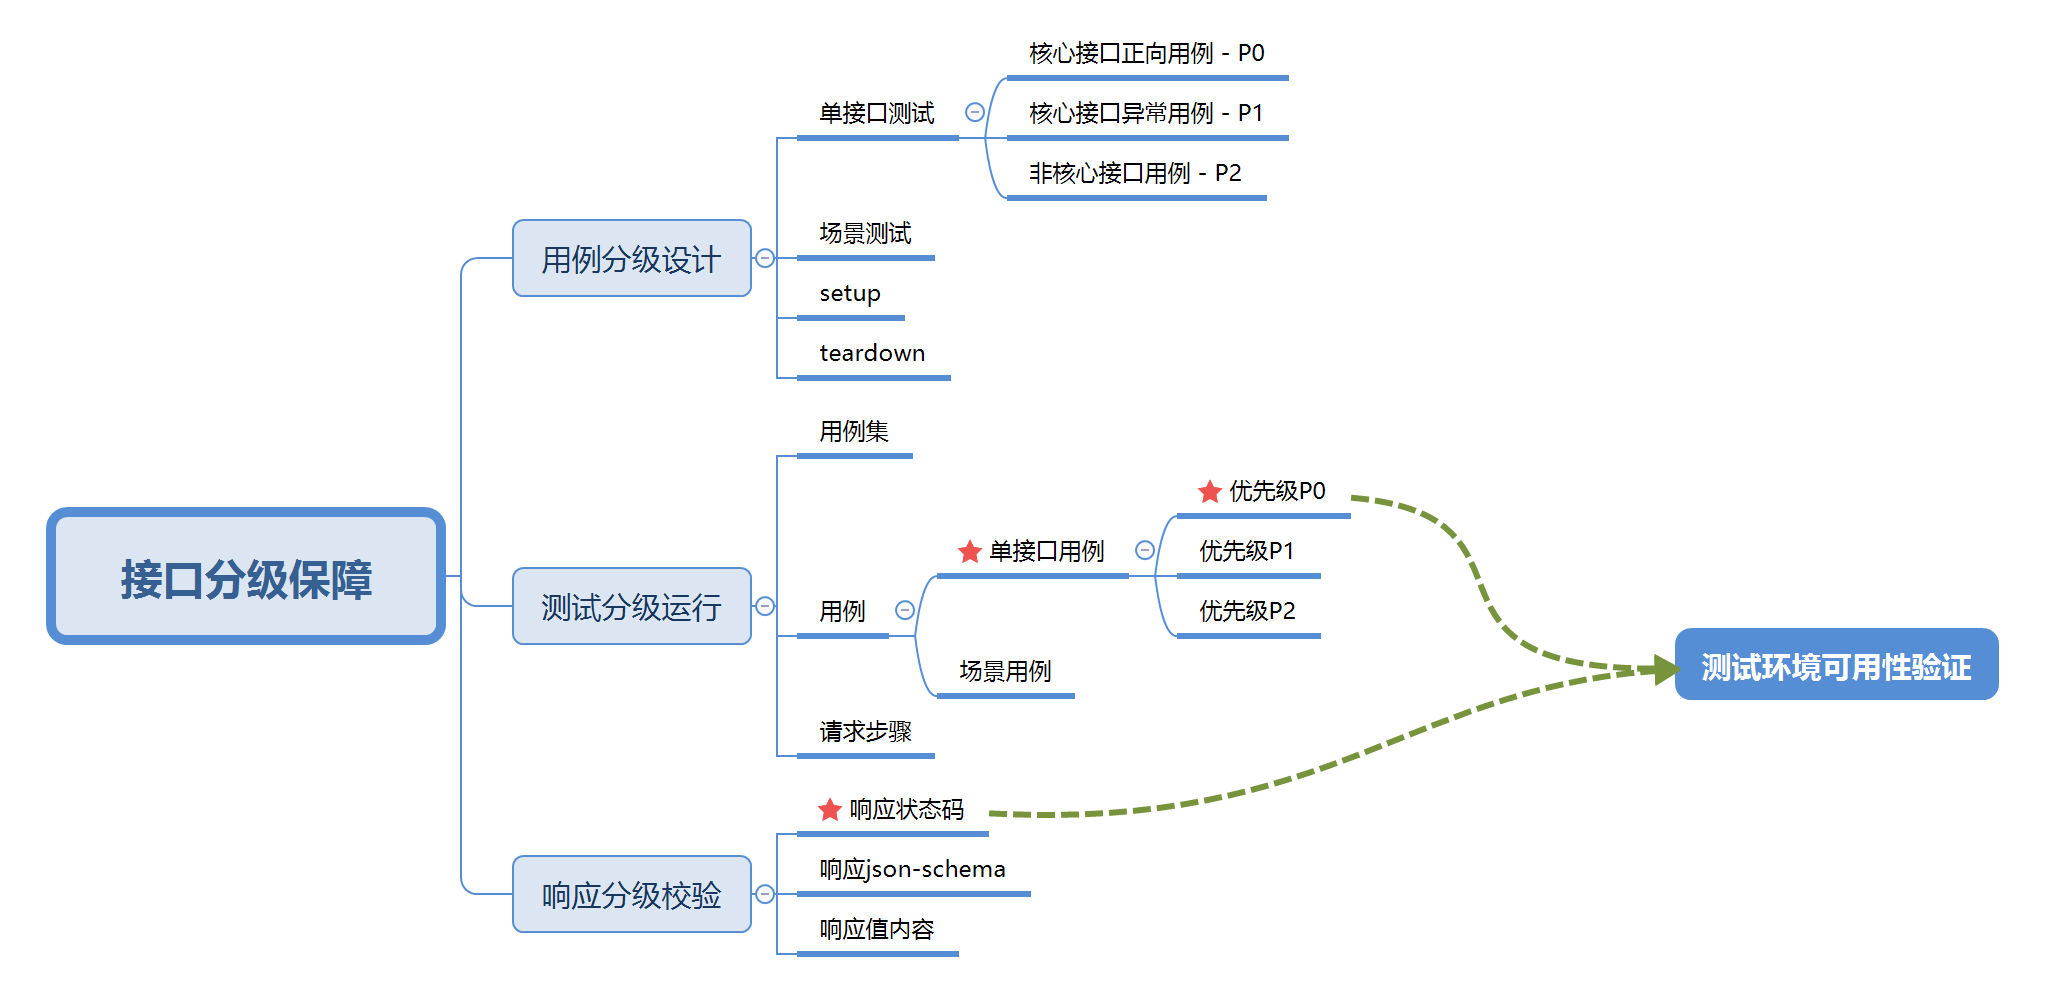 接口分级保障
用例分级设计
单接口测试
核心接口正向用例 - P0
核心接口异常用例 - P1
非核心接口用例 - P2
场景测试
setup
teardown
测试分级运行
用例集
用例
单接口用例
优先级P0
优先级P1
优先级P2
场景用例
请求步骤
响应分级校验
响应状态码
响应json-schema
响应值内容
测试环境可用性验证